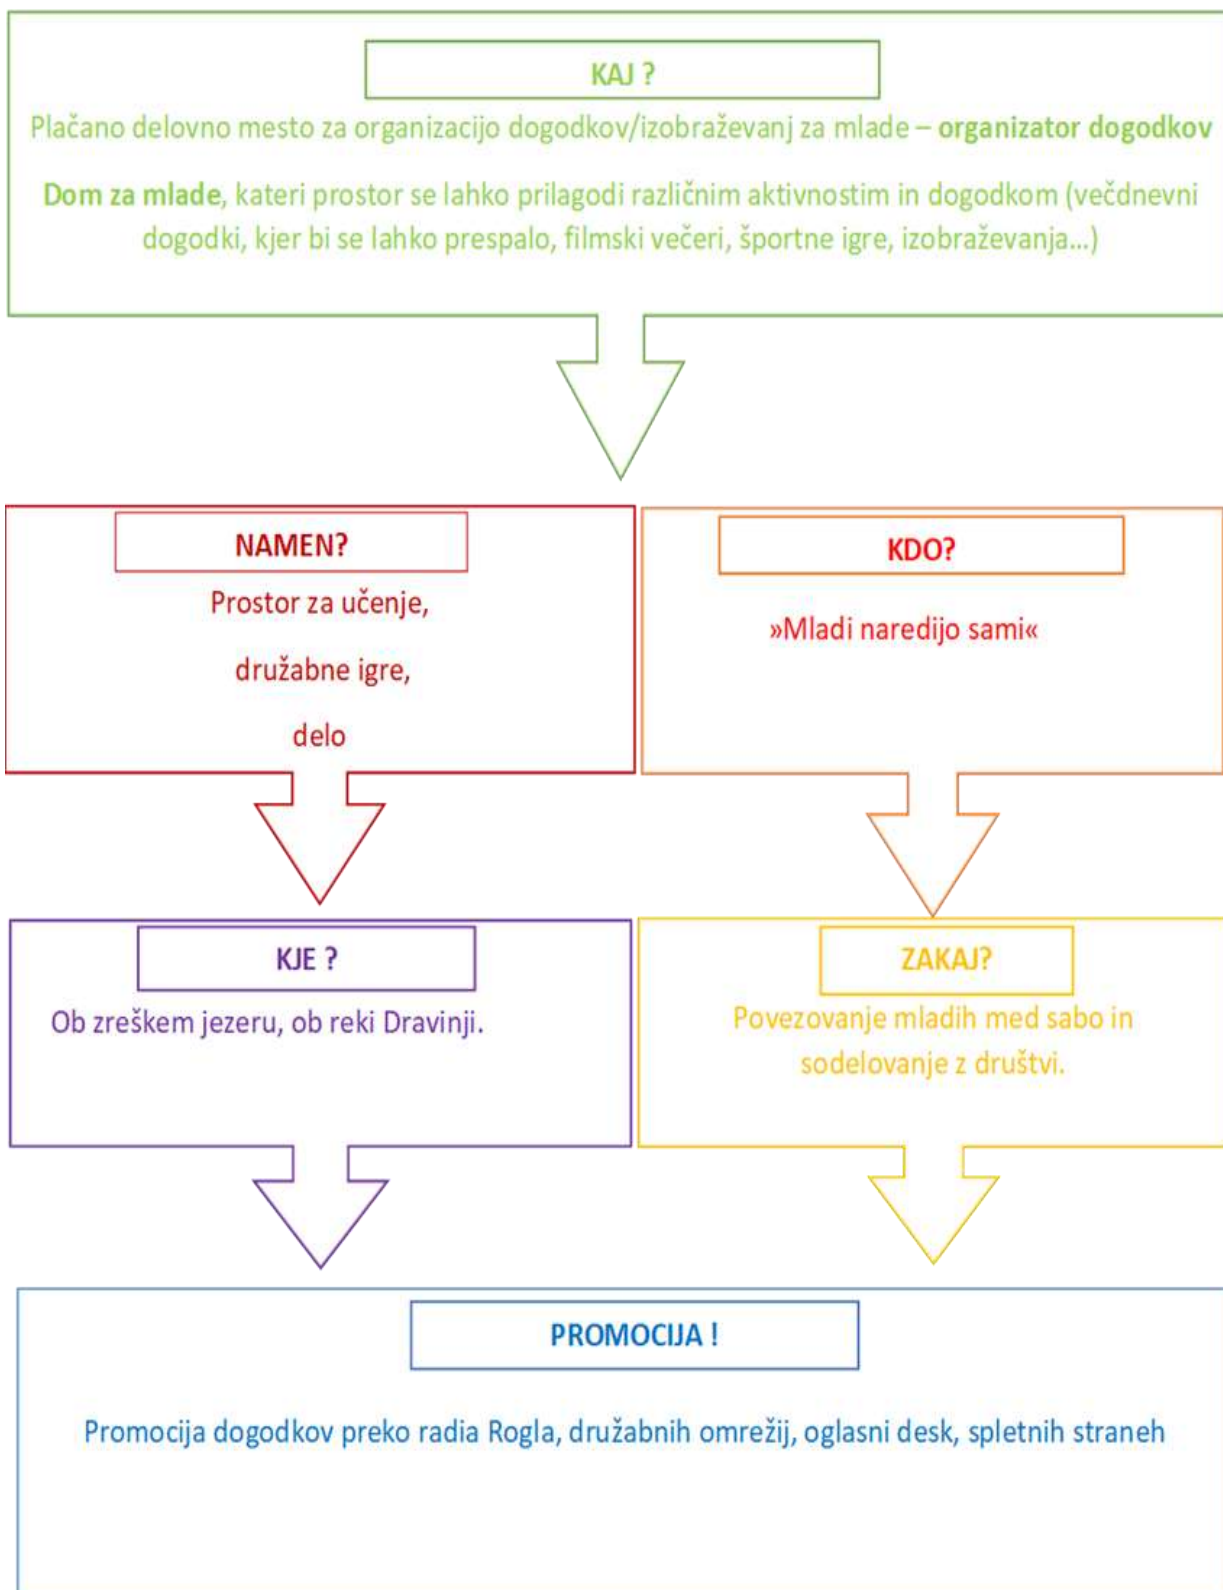 KAJ ?
Plačano delovno mesto za organizacijo dogodkov/izobraževanj za mlade – organizator dogodkov
Dom za mlade, kateri prostor se lahko prilagodi različnim aktivnostim in dogodkom (večdnevni
dogodki, kjer bi se lahko prespalo, filmski večeri, športne igre, izobraževanja...)
NAMEN?
Prostor za učenje,
družabne igre,
delo
KDO?
»Mladi naredijo sami«
KJE ?
Ob zreškem jezeru, ob reki Dravinji.
ZAKAJ?
Povezovanje mladih med sabo in
sodelovanje z društvi.
PROMOCIJA !
Promocija dogodkov preko radia Rogla, družabnih omrežij, oglasni desk, spletnih straneh